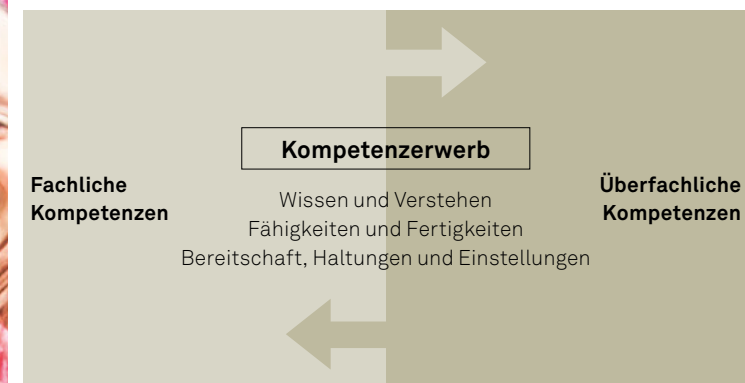 Kompetenzerwerb
Fachliche
Kompetenzen
Wissen und Verstehen
Fähigkeiten und Fertigkeiten
Bereitschaft, Haltungen und Einstellungen
Überfachliche
Kompetenzen